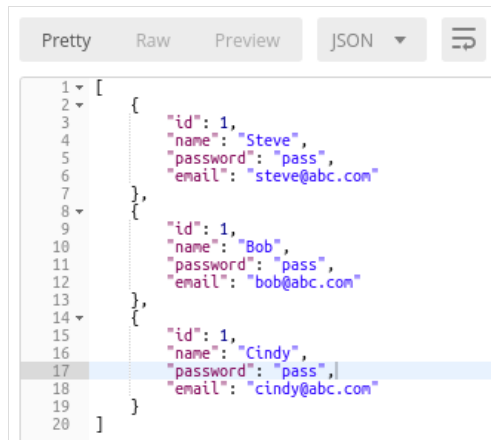 Pretty Raw Preview JSON
1 [
2     {
3         "id": 1,
4         "name": "Steve",
5         "password": "pass",
6         "email": "steve@abc.com"
7     },
8     {
9         "id": 1,
10         "name": "Bob",
11         "password": "pass",
12         "email": "bob@abc.com"
13     },
14     {
15         "id": 1,
16         "name": "Cindy",
17         "password": "pass",
18         "email": "cindy@abc.com"
19     }
20 ]